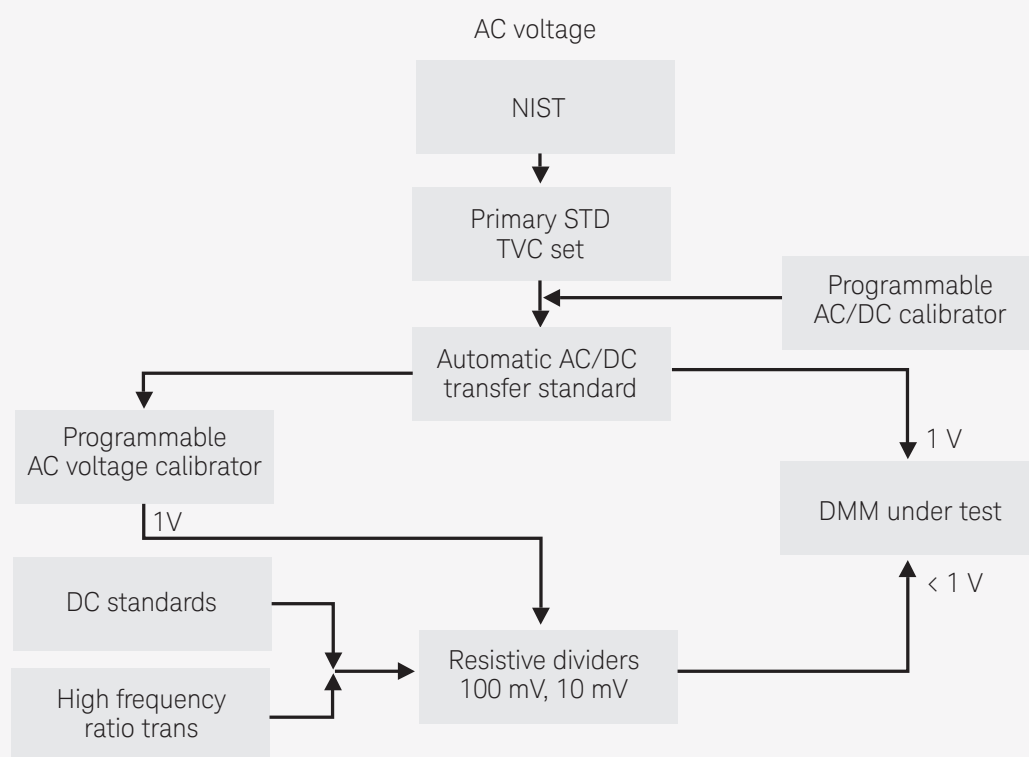 AC voltage
NIST
Primary STD
TVC set
Programmable
AC/DC calibrator
Automatic AC/DC
transfer standard
Programmable
AC voltage calibrator
1 V
1V
DMM under test
< 1 V
DC standards
Resistive dividers
100 mV, 10 mV
High frequency
ratio trans